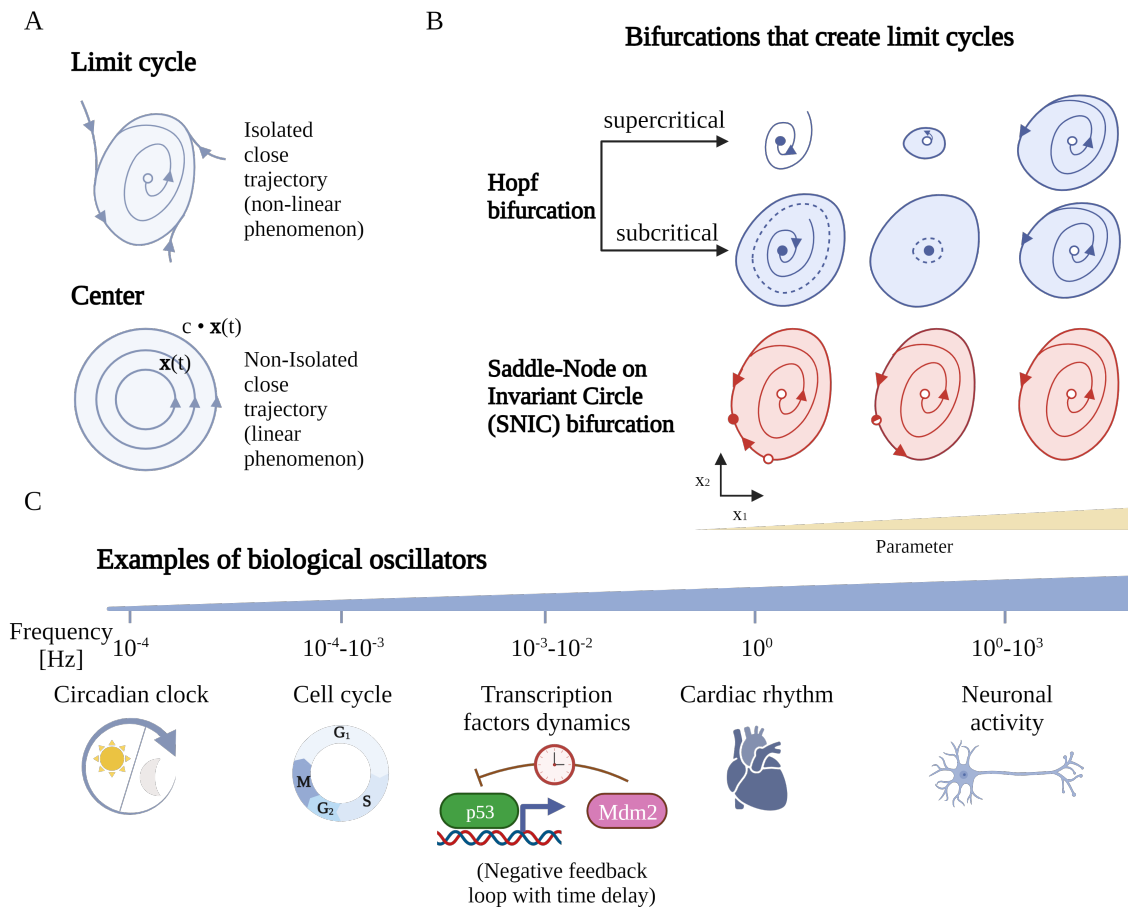 A
Limit cycle
Isolated
close
trajectory
(non-linear
phenomenon)
Center
c • x(t)
x(t)
Non-Isolated
close
trajectory
(linear
phenomenon)
B
Bifurcations that create limit cycles
Hopf
bifurcation
supercritical
subcritical
Saddle-Node on
Invariant Circle
(SNIC) bifurcation
x₂
x₁
Parameter
C
Examples of biological oscillators
Frequency
[Hz]
10⁻⁴
10⁻⁴-10⁻³
10⁻³-10⁻²
10⁰
10⁰-10³
Circadian clock
Cell cycle
G₁
S
G₂
M
Transcription
factors dynamics
p53
Mdm2
(Negative feedback
loop with time delay)
Cardiac rhythm
Neuronal
activity